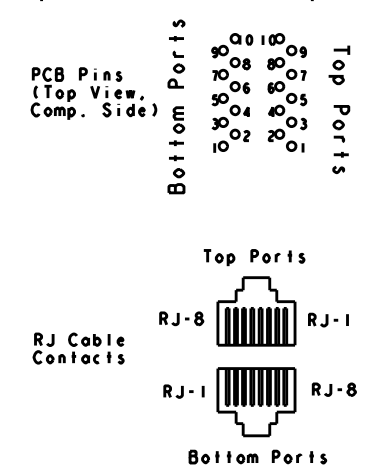 PCB Pins
(Top View,
Comp. Side)
Bottom Ports
10 10
9 9
8 8
7 7
6 6
5 5
4 4
3 3
2 2
1 1
Top Ports
Top Ports
RJ-8 RJ-1
RJ Cable
Contacts
RJ-1 RJ-8
Bottom Ports